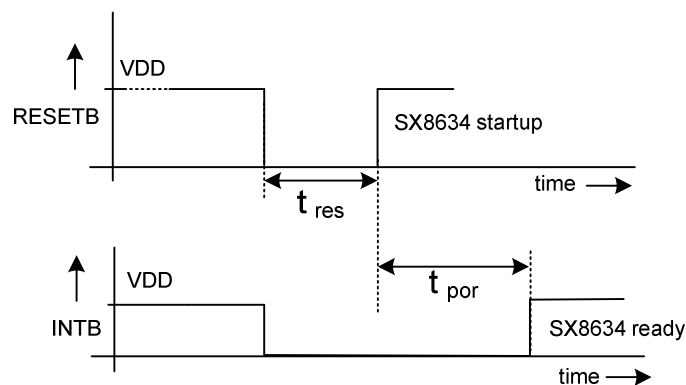 VDD
RESETB
SX8634 startup
time
t res
VDD
t por
INTB
SX8634 ready
time